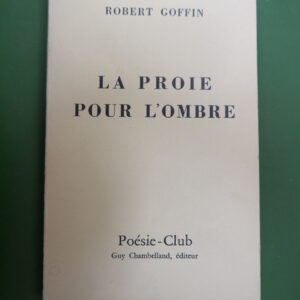 ROBERT GOFFIN
LA PROIE
POUR L'OMBRE
Poésie-Club
Guy Chambelland, éditeur